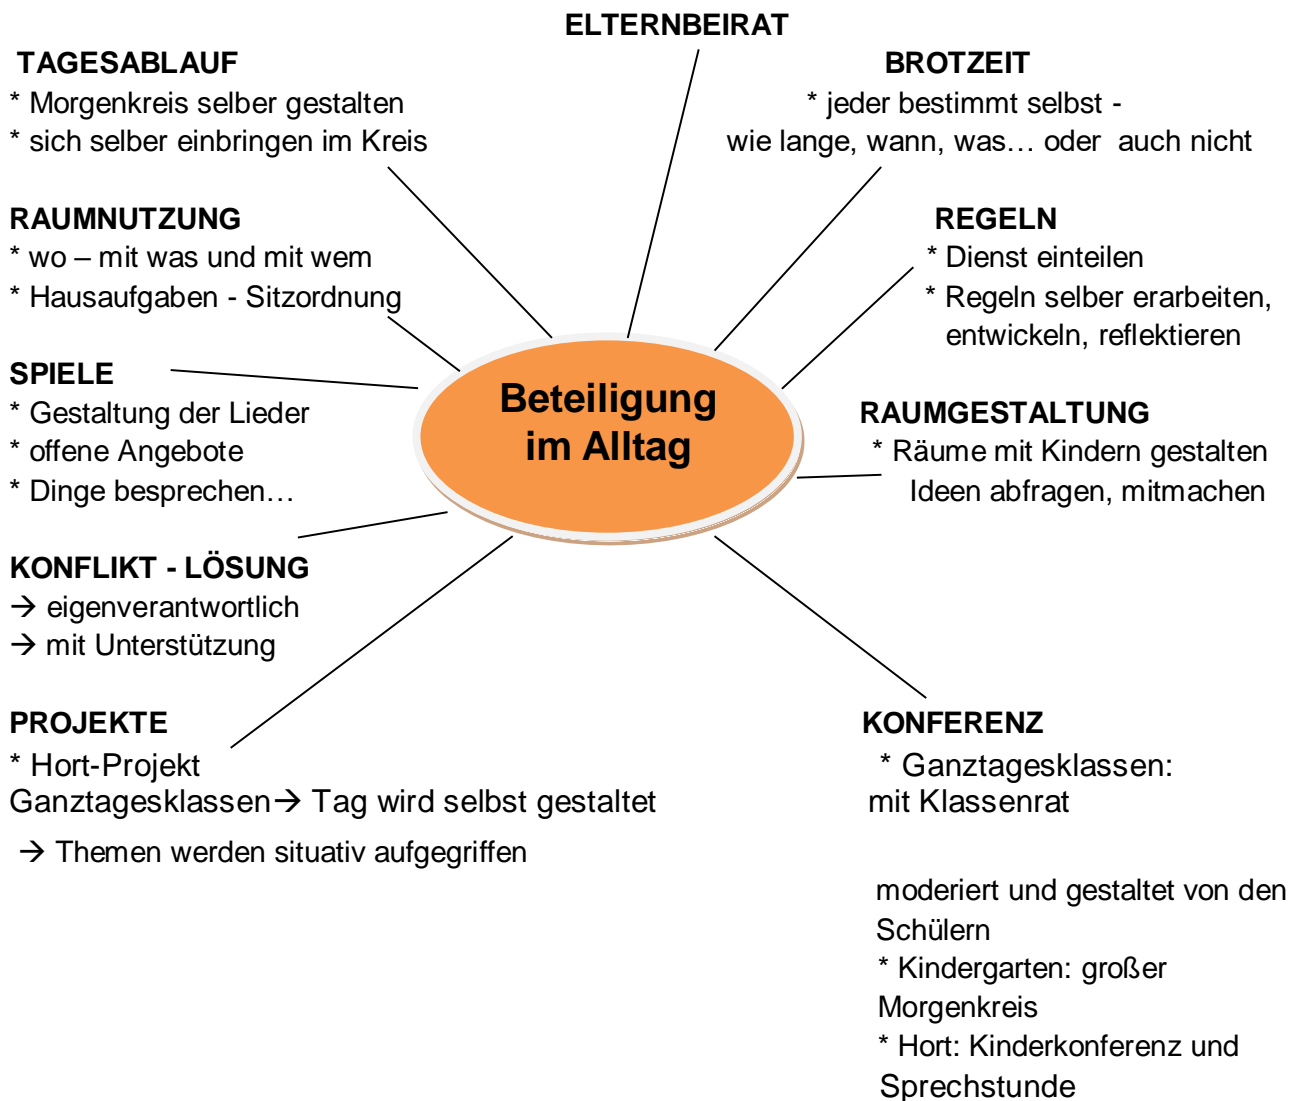 ELTERNBEIRAT
TAGESABLAUF
* Morgenkreis selber gestalten
* sich selber einbringen im Kreis
BROTZEIT
* jeder bestimmt selbst -
wie lange, wann, was… oder auch nicht
RAUMNUTZUNG
* wo – mit was und mit wem
* Hausaufgaben - Sitzordnung
REGELN
* Dienst einteilen
* Regeln selber erarbeiten,
entwickeln, reflektieren
SPIELE
* Gestaltung der Lieder
* offene Angebote
* Dinge besprechen…
Beteiligung
im Alltag
RAUMGESTALTUNG
* Räume mit Kindern gestalten
Ideen abfragen, mitmachen
KONFLIKT - LÖSUNG
→ eigenverantwortlich
→ mit Unterstützung
PROJEKTE
* Hort-Projekt
Ganztagesklassen→ Tag wird selbst gestaltet
→ Themen werden situativ aufgegriffen
KONFERENZ
* Ganztagesklassen:
mit Klassenrat
moderiert und gestaltet von den
Schülern
* Kindergarten: großer
Morgenkreis
* Hort: Kinderkonferenz und
Sprechstunde